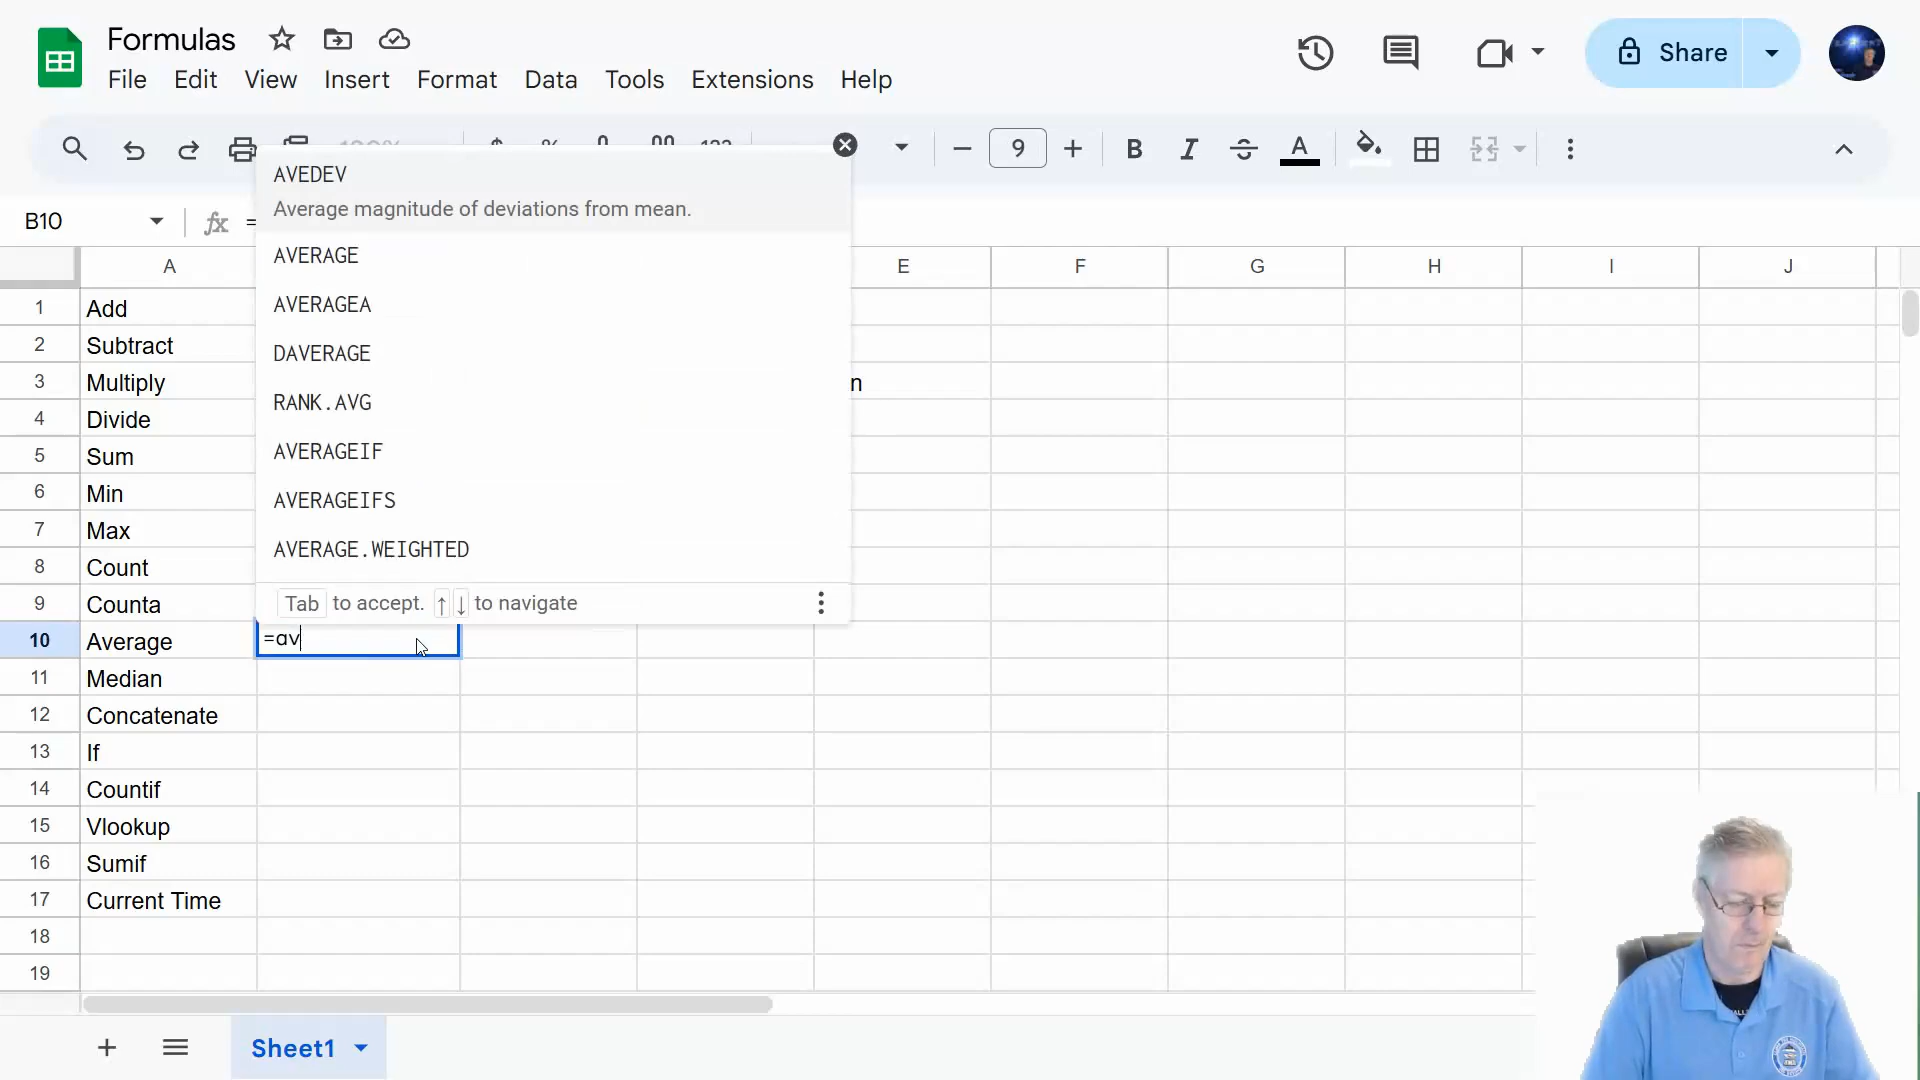 Formulas
File Edit View Insert Format Data Tools Extensions Help
Share
9 B I A
B10 fx =
AVEDEV
Average magnitude of deviations from mean.
AVERAGE
AVERAGEA
DAVERAGE
RANK.AVG
AVERAGEIF
AVERAGEIFS
AVERAGE.WEIGHTED
Tab to accept. ↑ ↓ to navigate
A E F G H I J
1 Add
2 Subtract
3 Multiply n
4 Divide
5 Sum
6 Min
7 Max
8 Count
9 Counta
10 Average =av
11 Median
12 Concatenate
13 If
14 Countif
15 Vlookup
16 Sumif
17 Current Time
18
19
Sheet1